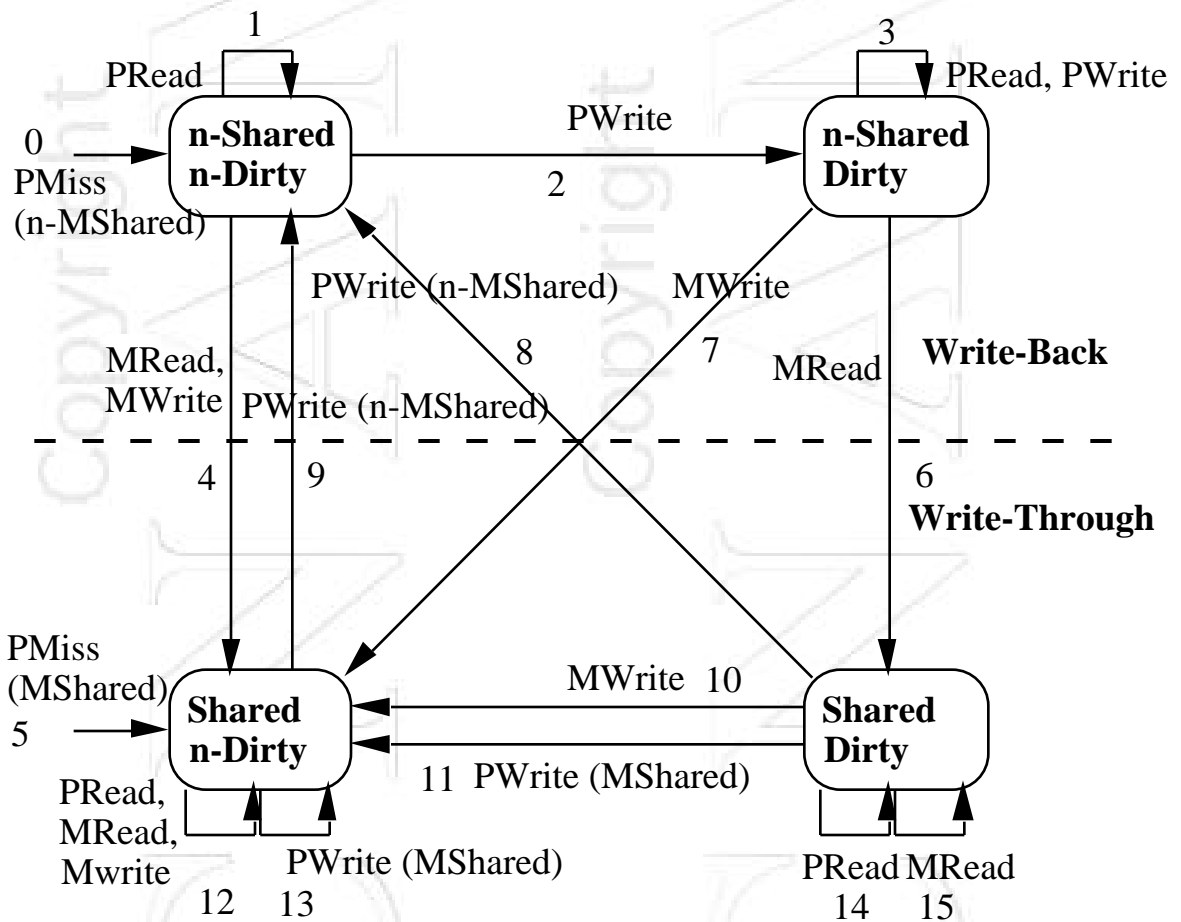 1
3
PRead
PRead, PWrite
0
n-Shared
n-Dirty
PWrite
n-Shared
Dirty
PMiss
(n-MShared)
2
PWrite (n-MShared)
MWrite
8
7
MRead,
MWrite
MRead
Write-Back
PWrite (n-MShared)
4
9
6
Write-Through
PMiss
(MShared)
5
Shared
n-Dirty
MWrite 10
Shared
Dirty
11 PWrite (MShared)
PRead,
MRead,
Mwrite
PWrite (MShared)
12
13
PRead
14
MRead
15
Copyright
Copyright